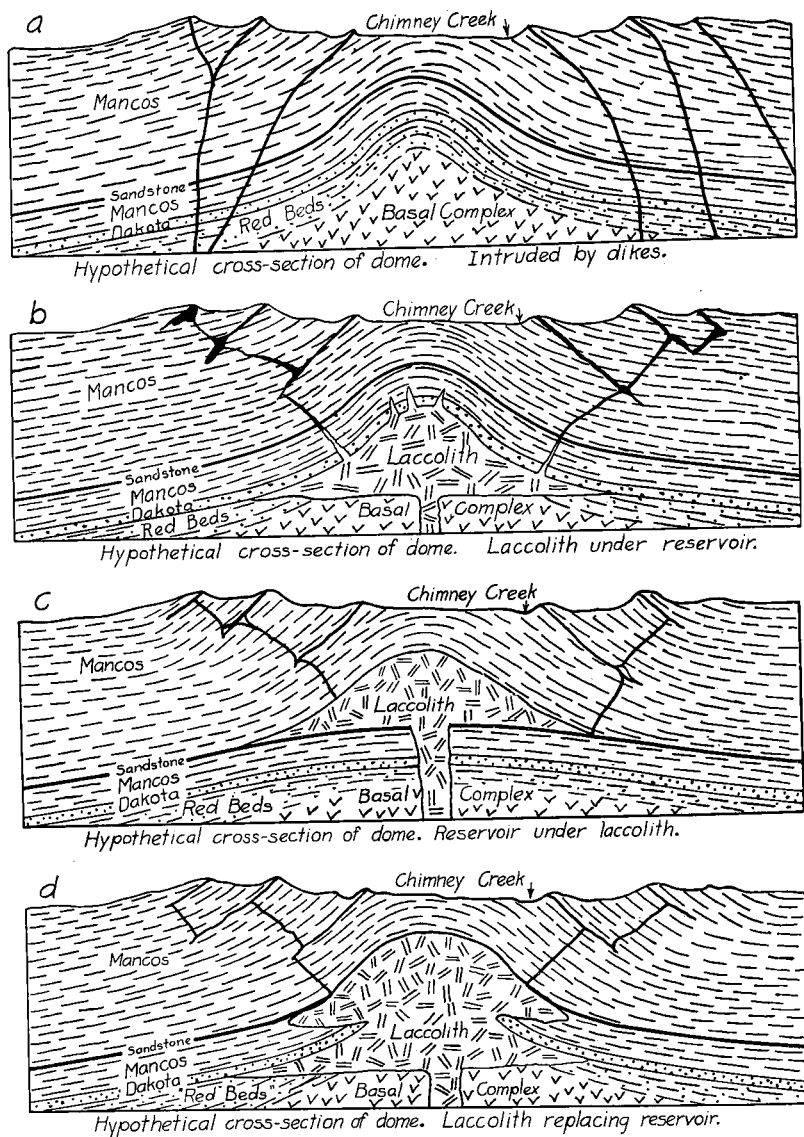 a
Chimney Creek
Mancos
Sandstone
Mancos
Dakota
Red Beds
Basal Complex
Hypothetical cross-section of dome. Intruded by dikes.
b
Chimney Creek
Mancos
Laccolith
Sandstone
Mancos
Dakota
Red Beds
Basal Complex
Hypothetical cross-section of dome. Laccolith under reservoir.
c
Chimney Creek
Mancos
Laccolith
Sandstone
Mancos
Dakota
Red Beds
Basal Complex
Hypothetical cross-section of dome. Reservoir under laccolith.
d
Chimney Creek
Mancos
Laccolith
Sandstone
Mancos
Dakota
"Red Beds"
Basal Complex
Hypothetical cross-section of dome. Laccolith replacing reservoir.